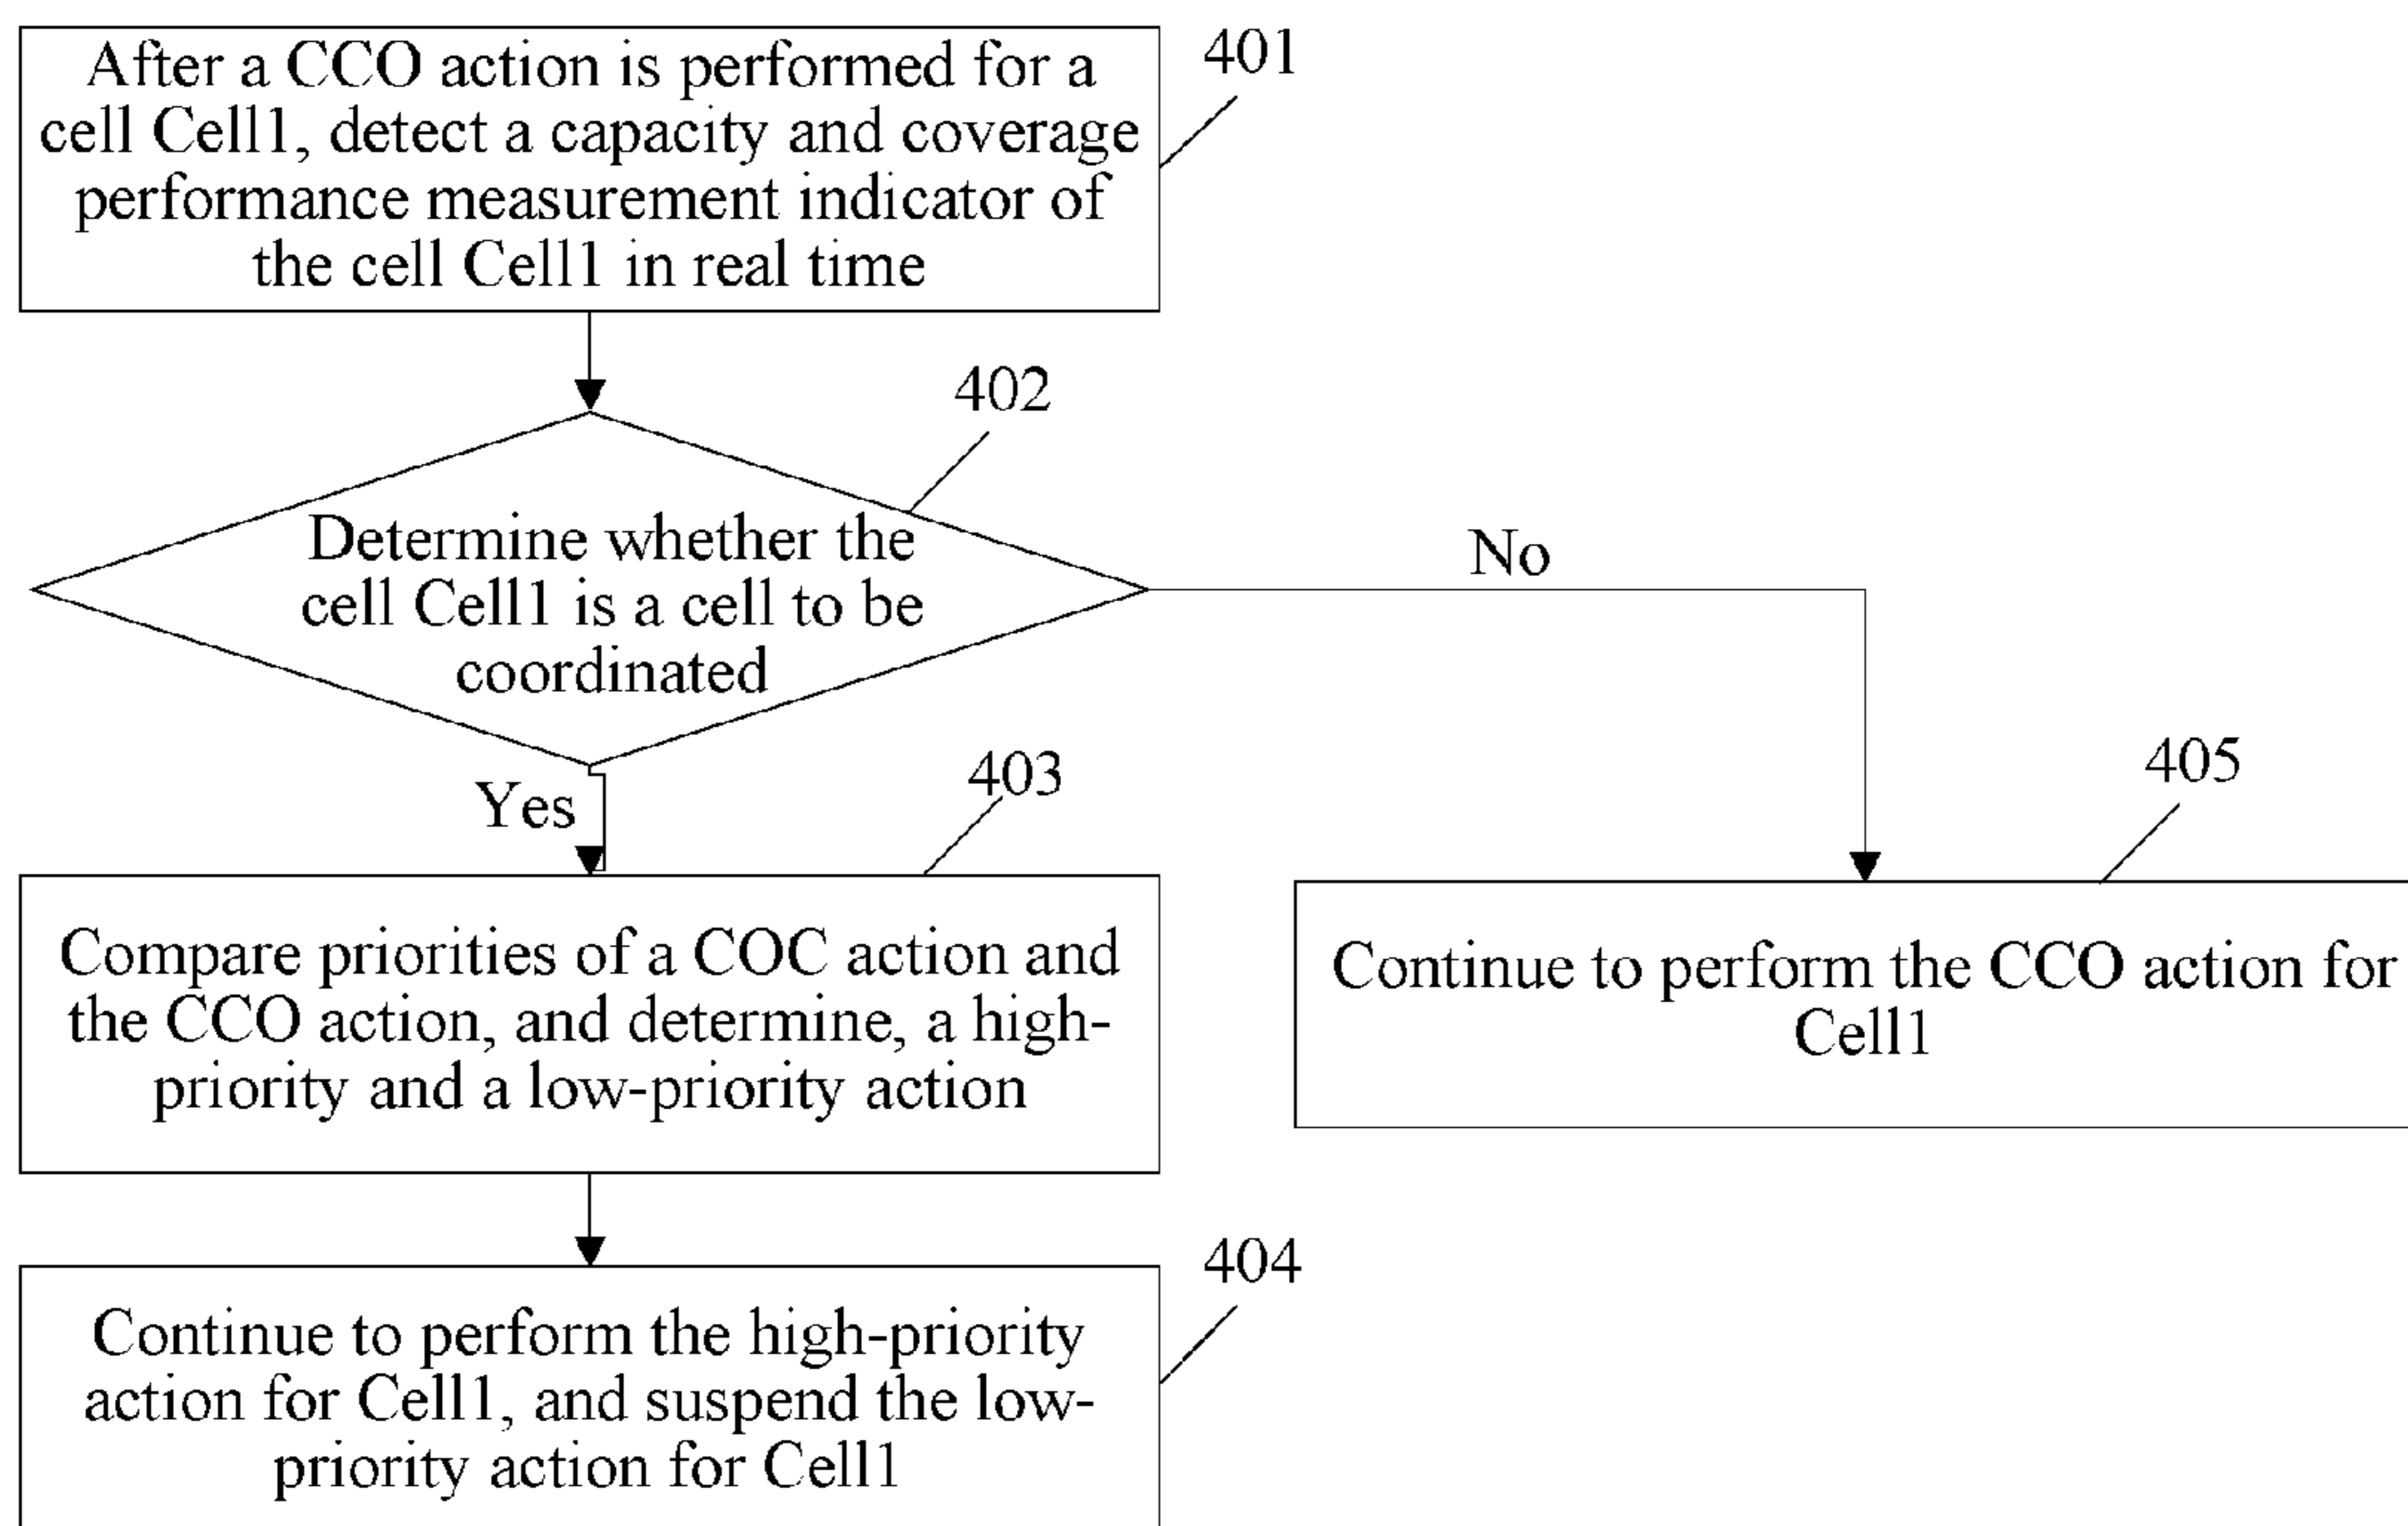 After a CCO action is performed for a
cell Cell1, detect a capacity and coverage
performance measurement indicator of
the cell Cell1 in real time
401
402
Determine whether the
cell Cell1 is a cell to be
coordinated
No
Yes
403
405
Compare priorities of a COC action and
the CCO action, and determine, a high-
priority and a low-priority action
Continue to perform the CCO action for
Cell1
404
Continue to perform the high-priority
action for Cell1, and suspend the low-
priority action for Cell1